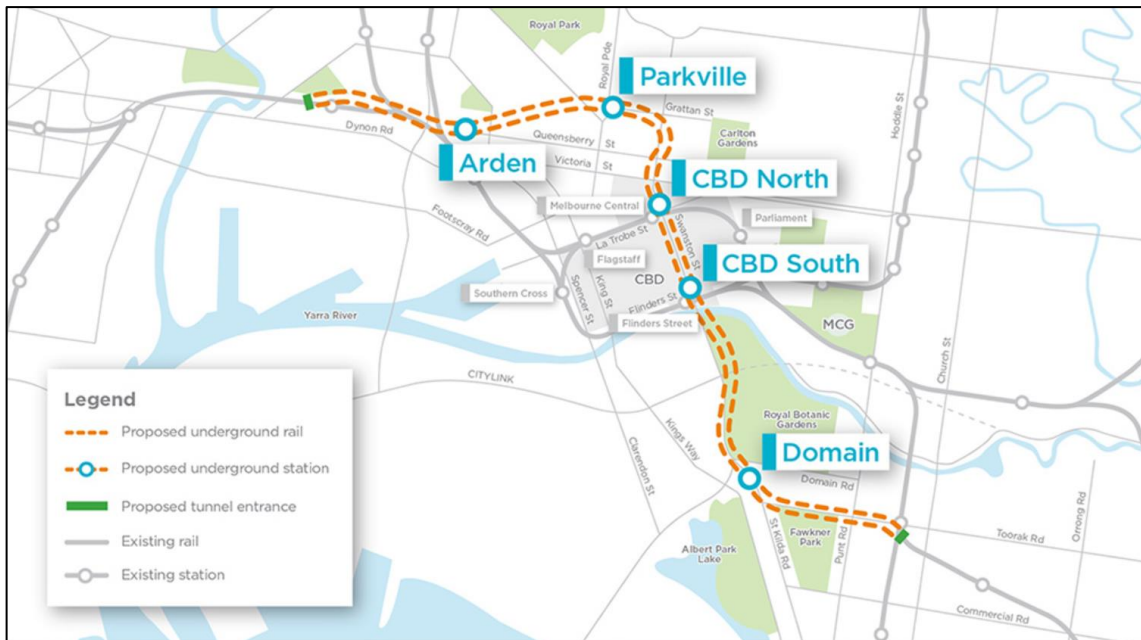 Royal Park
Royal Pde
Parkville
Grattan St
Hoddle St
Dynon Rd
Queensberry St
Carlton
Gardens
Arden
Victoria St
CBD North
Melbourne Central
Footscray Rd
Swanston St
Parliament
La Trobe St
Flagstaff
CBD South
CBD
Southern Cross
Spencer St
King St
Flinders St
Yarra River
Flinders Street
MCG
Church St
CITYLINK
Legend
Proposed underground rail
Proposed underground station
Proposed tunnel entrance
Existing rail
Existing station
Royal Botanic
Gardens
Kings Way
Clarendon St
Domain
Domain Rd
St Kilda Rd
Fawkner
Park
Punt Rd
Toorak Rd
Orrong Rd
Albert Park
Lake
Commercial Rd